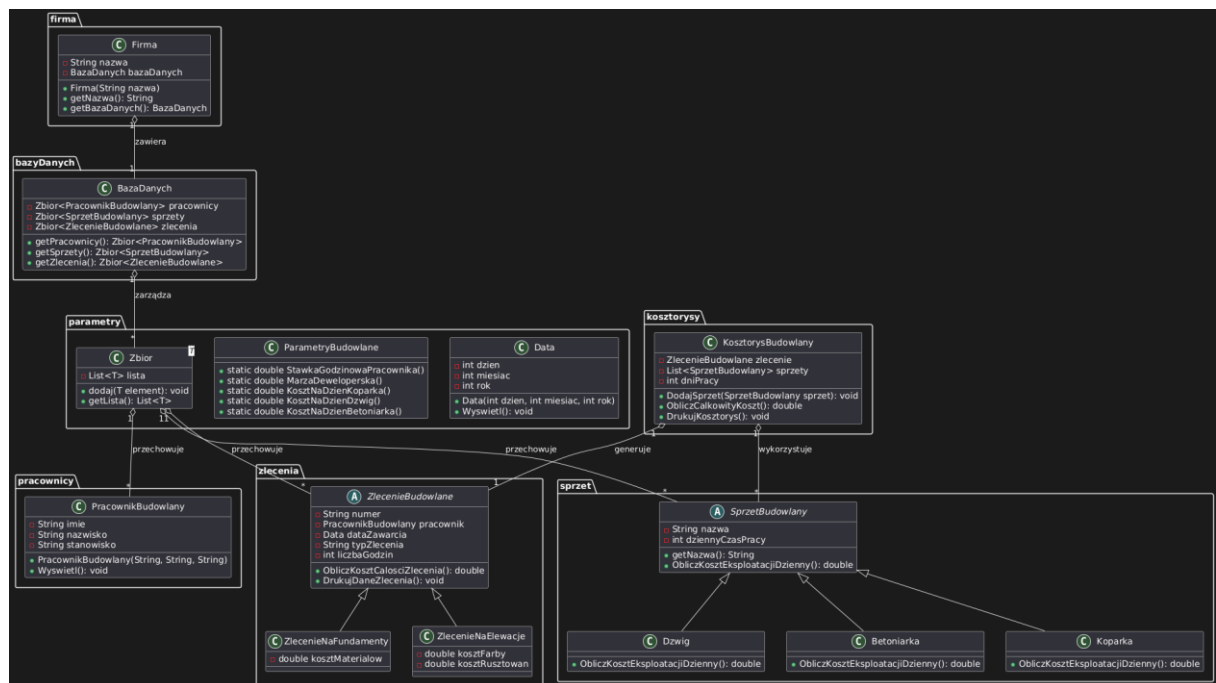 firma
C Firma
String nazwa
BazaDanych bazaDanych
Firma(String nazwa)
getNazwa(): String
getBazaDanych(): BazaDanych
1
zawiera
1
bazyDanych
C BazaDanych
Zbior<PracownikBudowlany> pracownicy
Zbior<SprzetBudowlany> sprzety
Zbior<ZlecenieBudowlane> zlecenia
getPracownicy(): Zbior<PracownikBudowlany>
getSprzety(): Zbior<SprzetBudowlany>
getZlecenia(): Zbior<ZlecenieBudowlane>
1
zarządza
*
parametry
C Zbior T
List<T> lista
dodaj(T element): void
getLista(): List<T>
C ParametryBudowlane
static double StawkaGodzinowaPracownika()
static double MarzaDeweloperska()
static double KosztNaDzienKoparka()
static double KosztNaDzienDzwig()
static double KosztNaDzienBetoniarka()
C Data
int dzien
int miesiac
int rok
Data(int dzien, int miesiac, int rok)
Wyswietl(): void
kosztorysy
C KosztorysBudowlany
ZlecenieBudowlane zlecenie
List<SprzetBudowlany> sprzety
int dniPracy
DodajSprzet(SprzetBudowlany sprzet): void
ObliczCalkowityKoszt(): double
DrukujKosztorys(): void
1 11 1 1
przechowuje przechowuje przechowuje generuje wykorzystuje
* * 1 * *
pracownicy
C PracownikBudowlany
String imie
String nazwisko
String stanowisko
PracownikBudowlany(String, String, String)
Wyswietl(): void
zlecenia
A ZlecenieBudowlane
String numer
PracownikBudowlany pracownik
Data dataZawarcia
String typZlecenia
int liczbaGodzin
ObliczKosztCalosciZlecenia(): double
DrukujDaneZlecenia(): void
C ZlecenieNaFundamenty
double kosztMaterialow
C ZlecenieNaElewacje
double kosztFarby
double kosztRusztowan
sprzet
A SprzetBudowlany
String nazwa
int dziennyCzasPracy
getNazwa(): String
ObliczKosztEksploatacjiDzienny(): double
C Dzwig
ObliczKosztEksploatacjiDzienny(): double
C Betoniarka
ObliczKosztEksploatacjiDzienny(): double
C Koparka
ObliczKosztEksploatacjiDzienny(): double